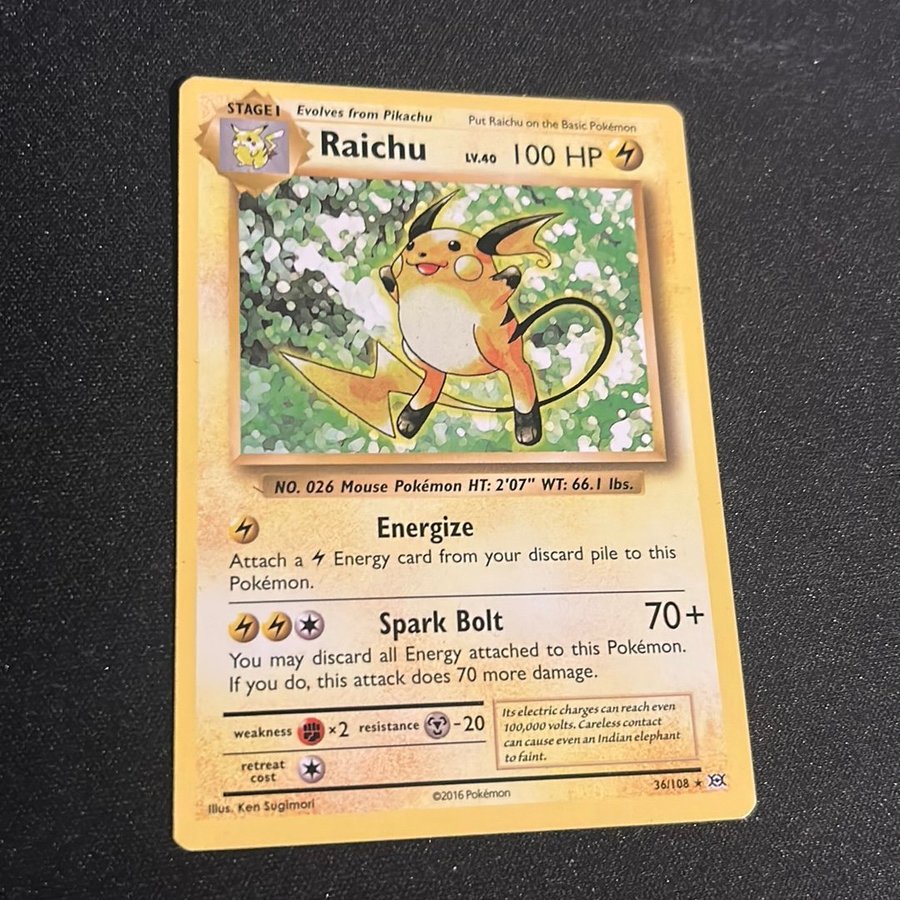 STAGE 1 Evolves from Pikachu Put Raichu on the Basic Pokémon
Raichu LV.40 100 HP
NO. 026 Mouse Pokémon HT: 2'07" WT: 66.1 lbs.
Energize
Attach a Energy card from your discard pile to this
Pokémon.
Spark Bolt 70+
You may discard all Energy attached to this Pokémon.
If you do, this attack does 70 more damage.
weakness ×2 resistance -20
retreat
cost
Its electric charges can reach even
100,000 volts. Careless contact
can cause even an Indian elephant
to faint.
Illus. Ken Sugimori ©2016 Pokémon 36/108 ★